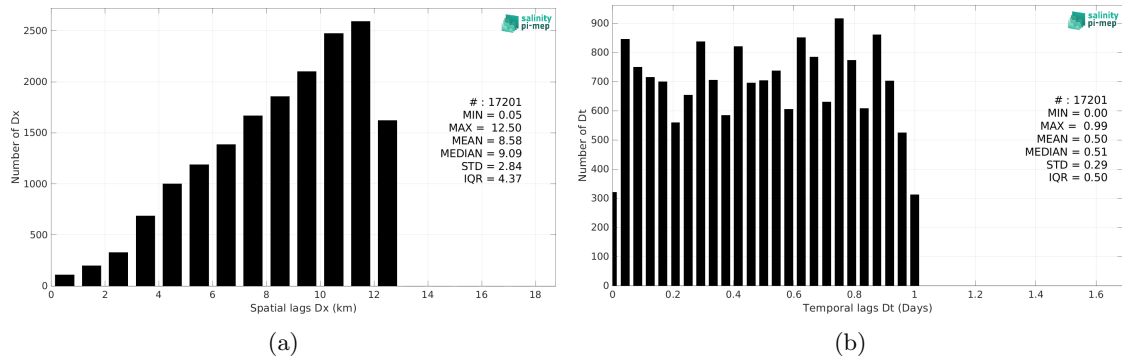 2500
2000
1500
1000
500
0
Number of Dx
0 2 4 6 8 10 12 14 16 18
Spatial lags Dx (km)
salinity
pi-mep
# : 17201
MIN = 0.05
MAX = 12.50
MEAN = 8.58
MEDIAN = 9.09
STD = 2.84
IQR = 4.37
(a)
900
800
700
600
500
400
300
200
100
0
Number of Dt
0 0.2 0.4 0.6 0.8 1 1.2 1.4 1.6
Temporal lags Dt (Days)
salinity
pi-mep
# : 17201
MIN = 0.00
MAX = 0.99
MEAN = 0.50
MEDIAN = 0.51
STD = 0.29
IQR = 0.50
(b)